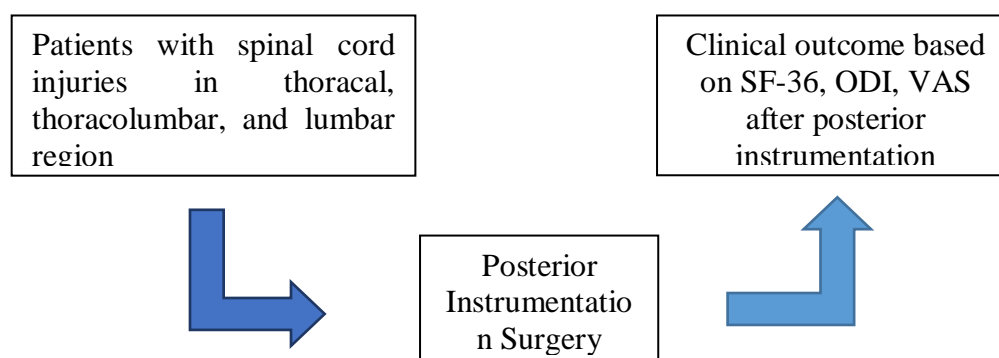 Patients with spinal cord
injuries in thoracal,
thoracolumbar, and lumbar
region
Clinical outcome based
on SF-36, ODI, VAS
after posterior
instrumentation
Posterior
Instrumentatio
n Surgery